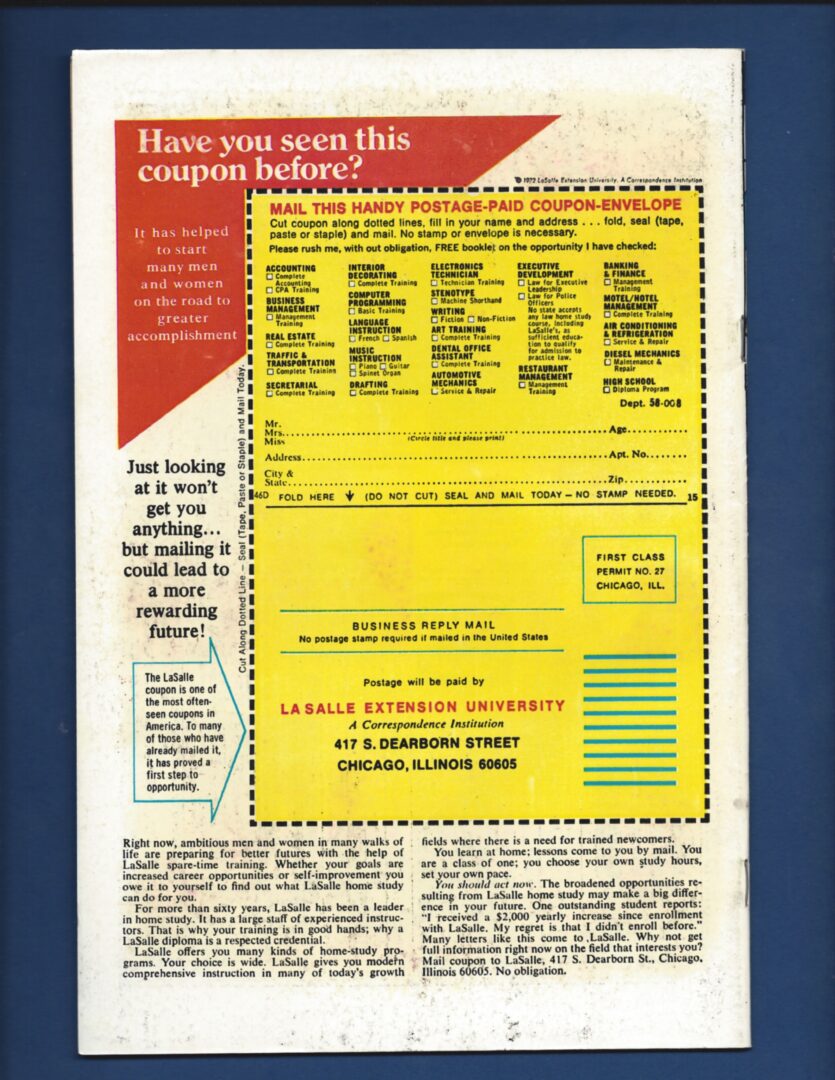 Have you seen this
coupon before?
© 1972 LaSalle Extension University. A Correspondence Institution
It has helped
to start
many men
and women
on the road to
greater
accomplishment
MAIL THIS HANDY POSTAGE-PAID COUPON-ENVELOPE
Cut coupon along dotted lines, fill in your name and address . . . fold, seal (tape,
paste or staple) and mail. No stamp or envelope is necessary.
Please rush me, with out obligation, FREE booklet on the opportunity I have checked:
ACCOUNTING
Complete
Accounting
CPA Training
BUSINESS
MANAGEMENT
Management
Training
REAL ESTATE
Complete Training
TRAFFIC &
TRANSPORTATION
Complete Training
SECRETARIAL
Complete Training
INTERIOR
DECORATING
Complete Training
COMPUTER
PROGRAMMING
Basic Training
LANGUAGE
INSTRUCTION
French Spanish
MUSIC
INSTRUCTION
Piano Guitar
Spinet Organ
DRAFTING
Complete Training
ELECTRONICS
TECHNICIAN
Technician Training
STENOTYPE
Machine Shorthand
WRITING
Fiction Non-Fiction
ART TRAINING
Complete Training
DENTAL OFFICE
ASSISTANT
Complete Training
AUTOMOTIVE
MECHANICS
Service & Repair
EXECUTIVE
DEVELOPMENT
Law for Executive
Leadership
Law for Police
Officers
No state accepts
any law home study
course, including
LaSalle's, as
sufficient educa-
tion to qualify
for admission to
practice law.
RESTAURANT
MANAGEMENT
Management
Training
BANKING
& FINANCE
Management
Training
MOTEL/HOTEL
MANAGEMENT
Complete Training
AIR CONDITIONING
& REFRIGERATION
Service & Repair
DIESEL MECHANICS
Maintenance &
Repair
HIGH SCHOOL
Diploma Program
Dept. 58-008
Mr.
Mrs. Age
Miss (Circle title and please print)
Address Apt. No.
City &
State Zip
46D FOLD HERE (DO NOT CUT) SEAL AND MAIL TODAY — NO STAMP NEEDED. 15
Cut Along Dotted Line — Seal (Tape, Paste or Staple) and Mail Today.
Just looking
at it won't
get you
anything...
but mailing it
could lead to
a more
rewarding
future!
The LaSalle
coupon is one of
the most often-
seen coupons in
America. To many
of those who have
already mailed it,
it has proved a
first step to
opportunity.
FIRST CLASS
PERMIT NO. 27
CHICAGO, ILL.
BUSINESS REPLY MAIL
No postage stamp required if mailed in the United States
Postage will be paid by
LA SALLE EXTENSION UNIVERSITY
A Correspondence Institution
417 S. DEARBORN STREET
CHICAGO, ILLINOIS 60605
Right now, ambitious men and women in many walks of
life are preparing for better futures with the help of
LaSalle spare-time training. Whether your goals are
increased career opportunities or self-improvement you
owe it to yourself to find out what LaSalle home study
can do for you.
For more than sixty years, LaSalle has been a leader
in home study. It has a large staff of experienced instruc-
tors. That is why your training is in good hands; why a
LaSalle diploma is a respected credential.
LaSalle offers you many kinds of home-study pro-
grams. Your choice is wide. LaSalle gives you modern
comprehensive instruction in many of today's growth
fields where there is a need for trained newcomers.
You learn at home; lessons come to you by mail. You
are a class of one; you choose your own study hours,
set your own pace.
You should act now. The broadened opportunities re-
sulting from LaSalle home study may make a big differ-
ence in your future. One outstanding student reports:
"I received a $2,000 yearly increase since enrollment
with LaSalle. My regret is that I didn't enroll before."
Many letters like this come to LaSalle. Why not get
full information right now on the field that interests you?
Mail coupon to LaSalle, 417 S. Dearborn St., Chicago,
Illinois 60605. No obligation.